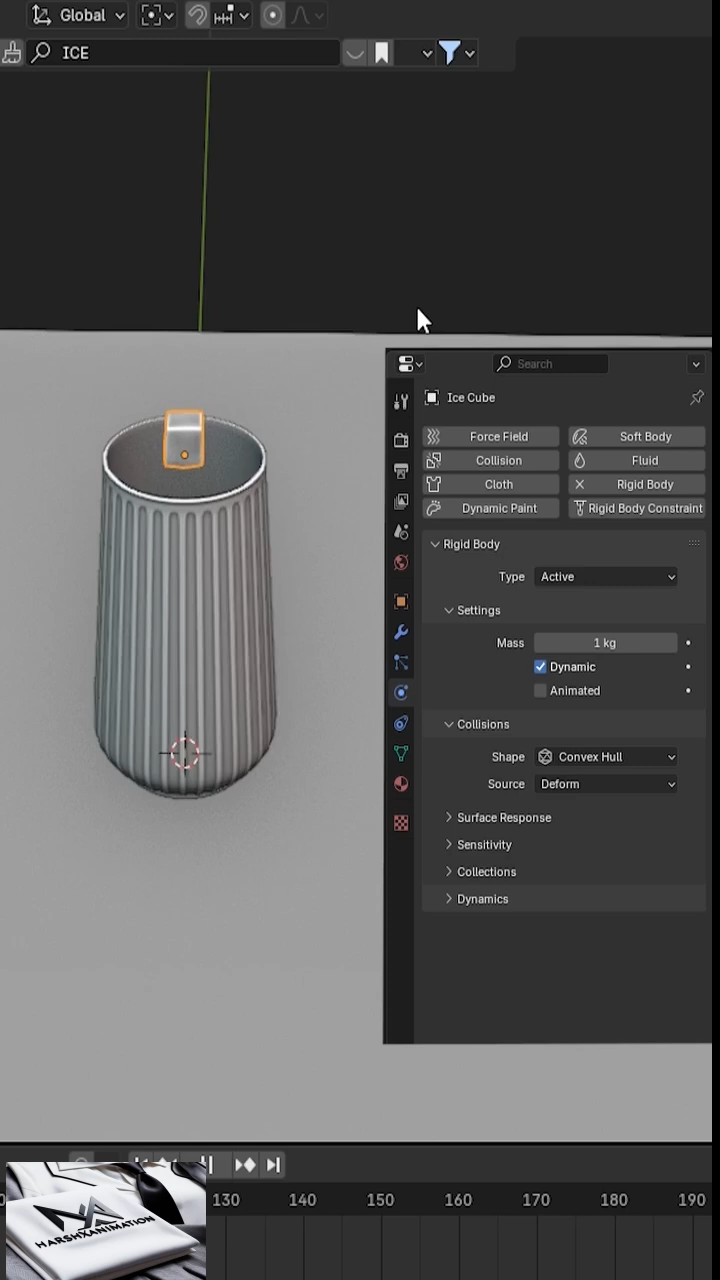 Global
ICE
Search
Ice Cube
Force Field
Soft Body
Collision
Fluid
Cloth
Rigid Body
Dynamic Paint
Rigid Body Constraint
Rigid Body
Type Active
Settings
Mass 1 kg
Dynamic
Animated
Collisions
Shape Convex Hull
Source Deform
Surface Response
Sensitivity
Collections
Dynamics
130 140 150 160 170 180 190
HARSHXANIMATION